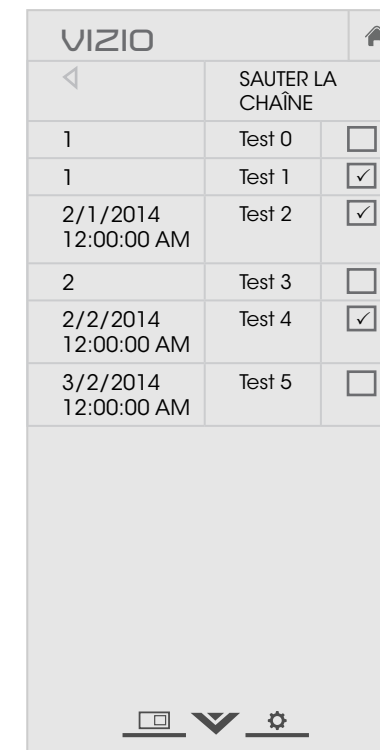 VIZIO
SAUTER LA
CHAÎNE
1 Test 0
1 Test 1
2/1/2014 Test 2
12:00:00 AM
2 Test 3
2/2/2014 Test 4
12:00:00 AM
3/2/2014 Test 5
12:00:00 AM